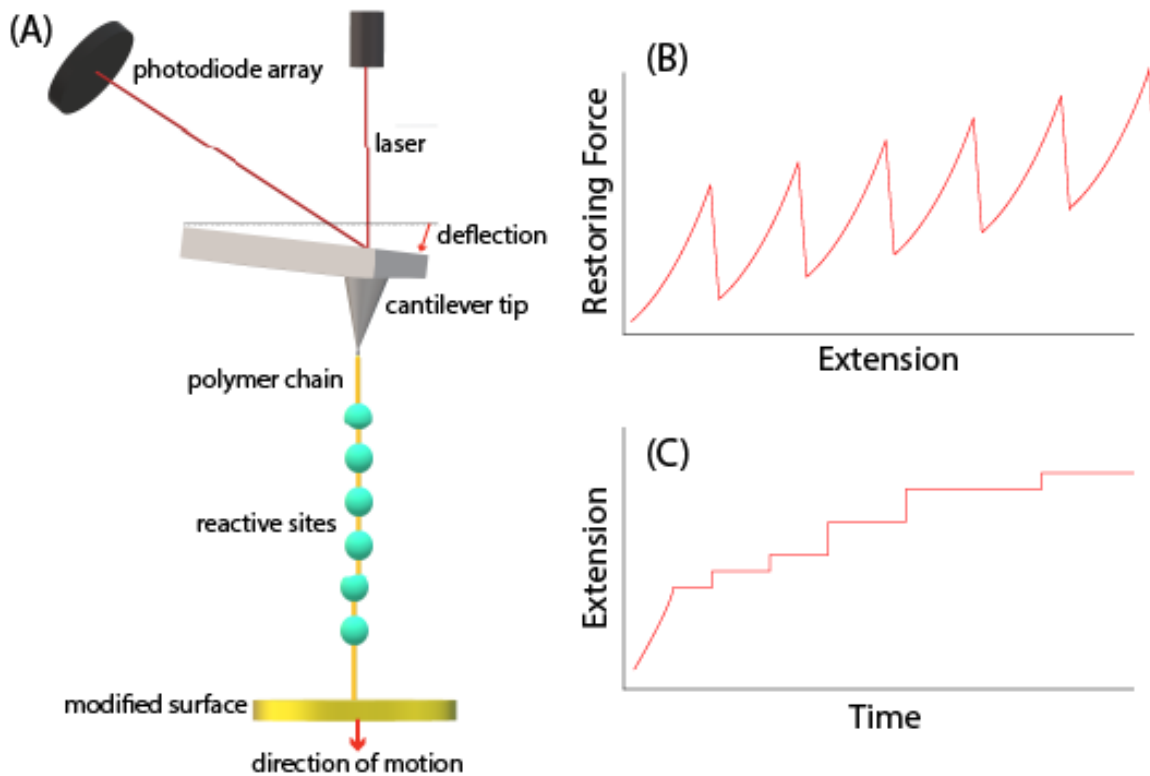 (A)
photodiode array
laser
deflection
cantilever tip
polymer chain
reactive sites
modified surface
direction of motion
(B)
Restoring Force
Extension
(C)
Extension
Time